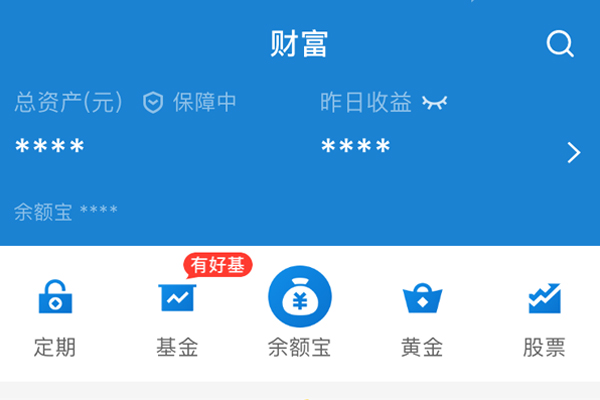 财富
总资产(元) 保障中 昨日收益
**** ****
余额宝 ****
有好基
定期 基金 余额宝 黄金 股票